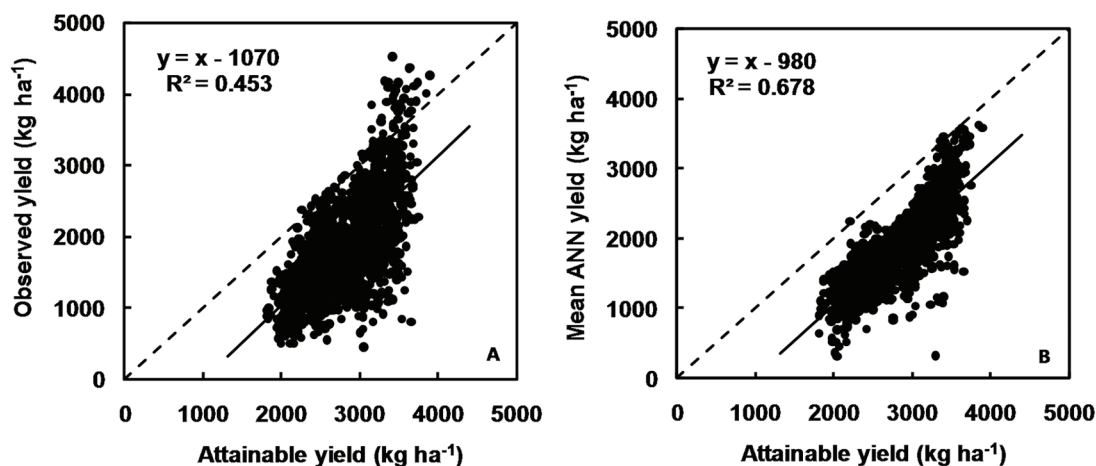 5000
4000
3000
2000
1000
0
Observed yield (kg ha⁻¹)
y = x - 1070
R² = 0.453
A
0 1000 2000 3000 4000 5000
Attainable yield (kg ha⁻¹)
5000
4000
3000
2000
1000
0
Mean ANN yield (kg ha⁻¹)
y = x - 980
R² = 0.678
B
0 1000 2000 3000 4000 5000
Attainable yield (kg ha⁻¹)